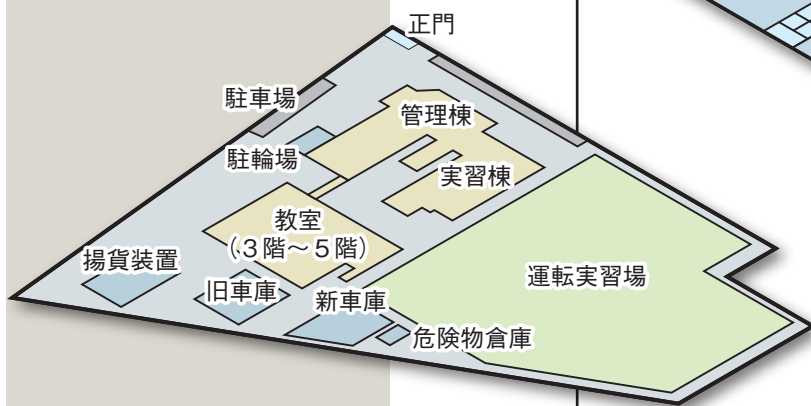 正門
駐車場
管理棟
駐輪場
実習棟
教室
（3階～5階）
揚貨装置
運転実習場
旧車庫
新車庫
危険物倉庫